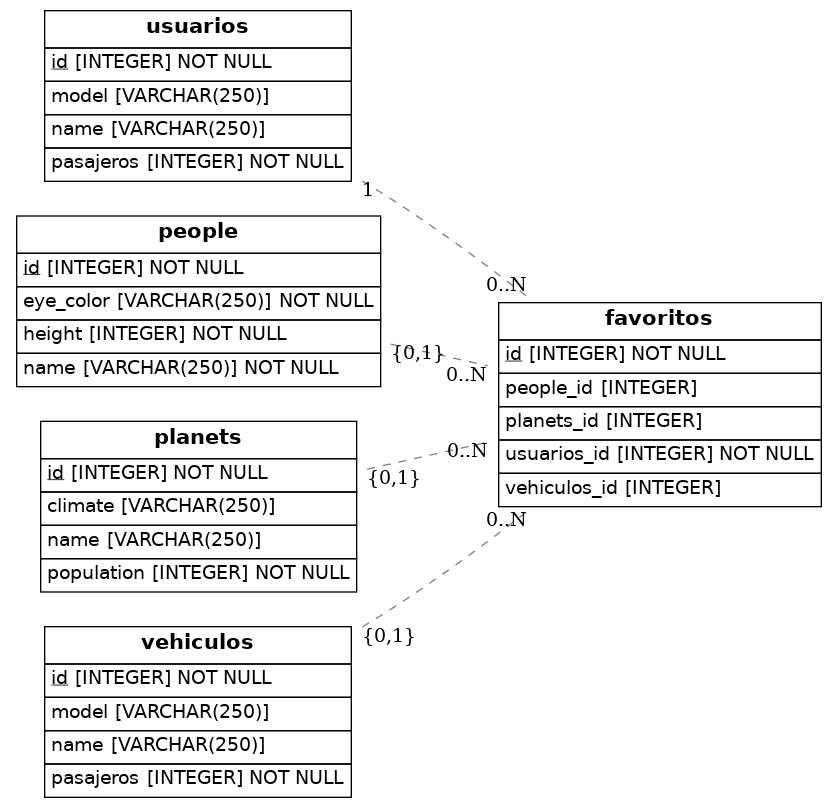 usuarios
id [INTEGER] NOT NULL
model [VARCHAR(250)]
name [VARCHAR(250)]
pasajeros [INTEGER] NOT NULL
1
people
id [INTEGER] NOT NULL
eye_color [VARCHAR(250)] NOT NULL
height [INTEGER] NOT NULL
name [VARCHAR(250)] NOT NULL
{0,1}
planets
id [INTEGER] NOT NULL
climate [VARCHAR(250)]
name [VARCHAR(250)]
population [INTEGER] NOT NULL
{0,1}
vehiculos
id [INTEGER] NOT NULL
model [VARCHAR(250)]
name [VARCHAR(250)]
pasajeros [INTEGER] NOT NULL
{0,1}
0..N
0..N
0..N
0..N
favoritos
id [INTEGER] NOT NULL
people_id [INTEGER]
planets_id [INTEGER]
usuarios_id [INTEGER] NOT NULL
vehiculos_id [INTEGER]